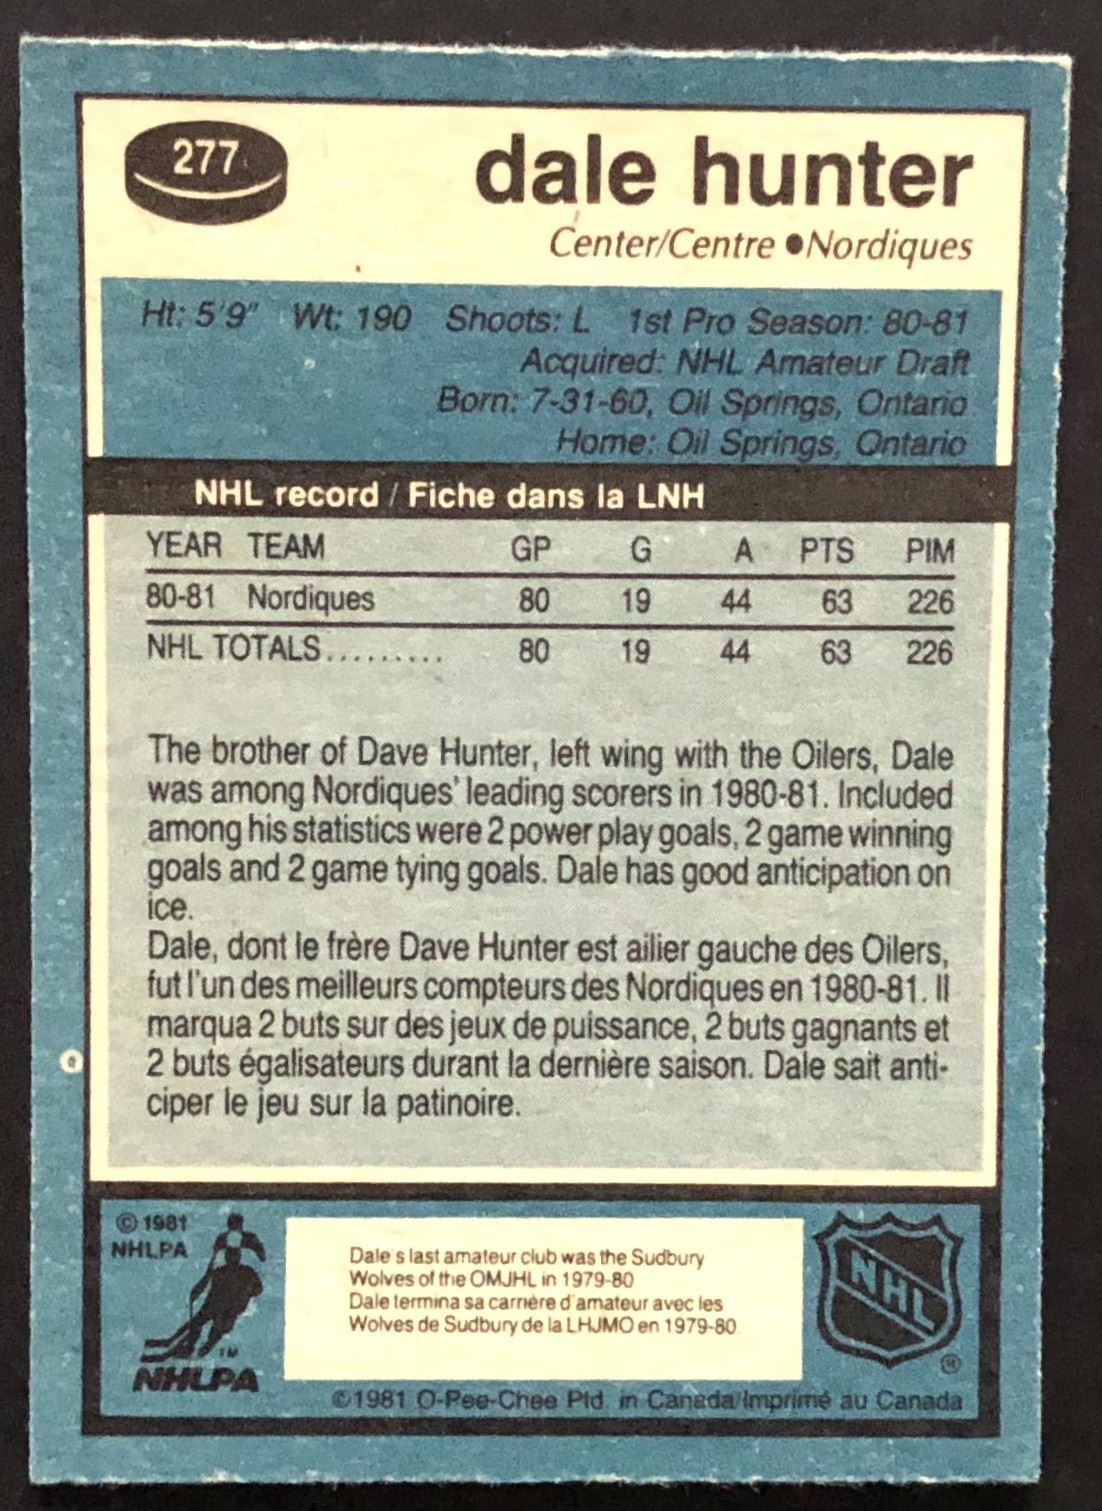 277
dale hunter
Center/Centre ● Nordiques
Ht: 5'9" Wt: 190 Shoots: L 1st Pro Season: 80-81
Acquired: NHL Amateur Draft
Born: 7-31-60, Oil Springs, Ontario
Home: Oil Springs, Ontario
NHL record / Fiche dans la LNH
YEAR TEAM GP G A PTS PIM
80-81 Nordiques 80 19 44 63 226
NHL TOTALS......... 80 19 44 63 226
The brother of Dave Hunter, left wing with the Oilers, Dale
was among Nordiques' leading scorers in 1980-81. Included
among his statistics were 2 power play goals, 2 game winning
goals and 2 game tying goals. Dale has good anticipation on
ice.
Dale, dont le frère Dave Hunter est ailier gauche des Oilers,
fut l'un des meilleurs compteurs des Nordiques en 1980-81. Il
marqua 2 buts sur des jeux de puissance, 2 buts gagnants et
2 buts égalisateurs durant la dernière saison. Dale sait anti-
ciper le jeu sur la patinoire.
© 1981
NHLPA
TM
NHLPA
Dale s last amateur club was the Sudbury
Wolves of the OMJHL in 1979-80
Dale termina sa carrière d'amateur avec les
Wolves de Sudbury de la LHJMO en 1979-80
NHL
®
©1981 O-Pee-Chee Ptd. in Canada/Imprimé au Canada